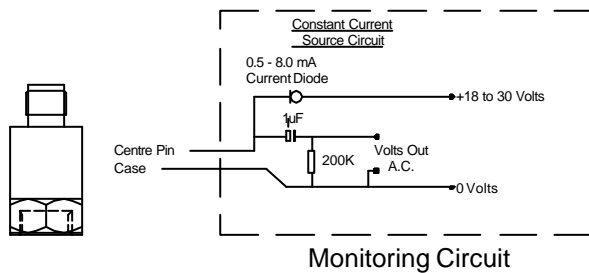 Constant Current
Source Circuit
0.5 - 8.0 mA
Current Diode
+18 to 30 Volts
1uF
Centre Pin
Case
200K
Volts Out
A.C.
0 Volts
Monitoring Circuit